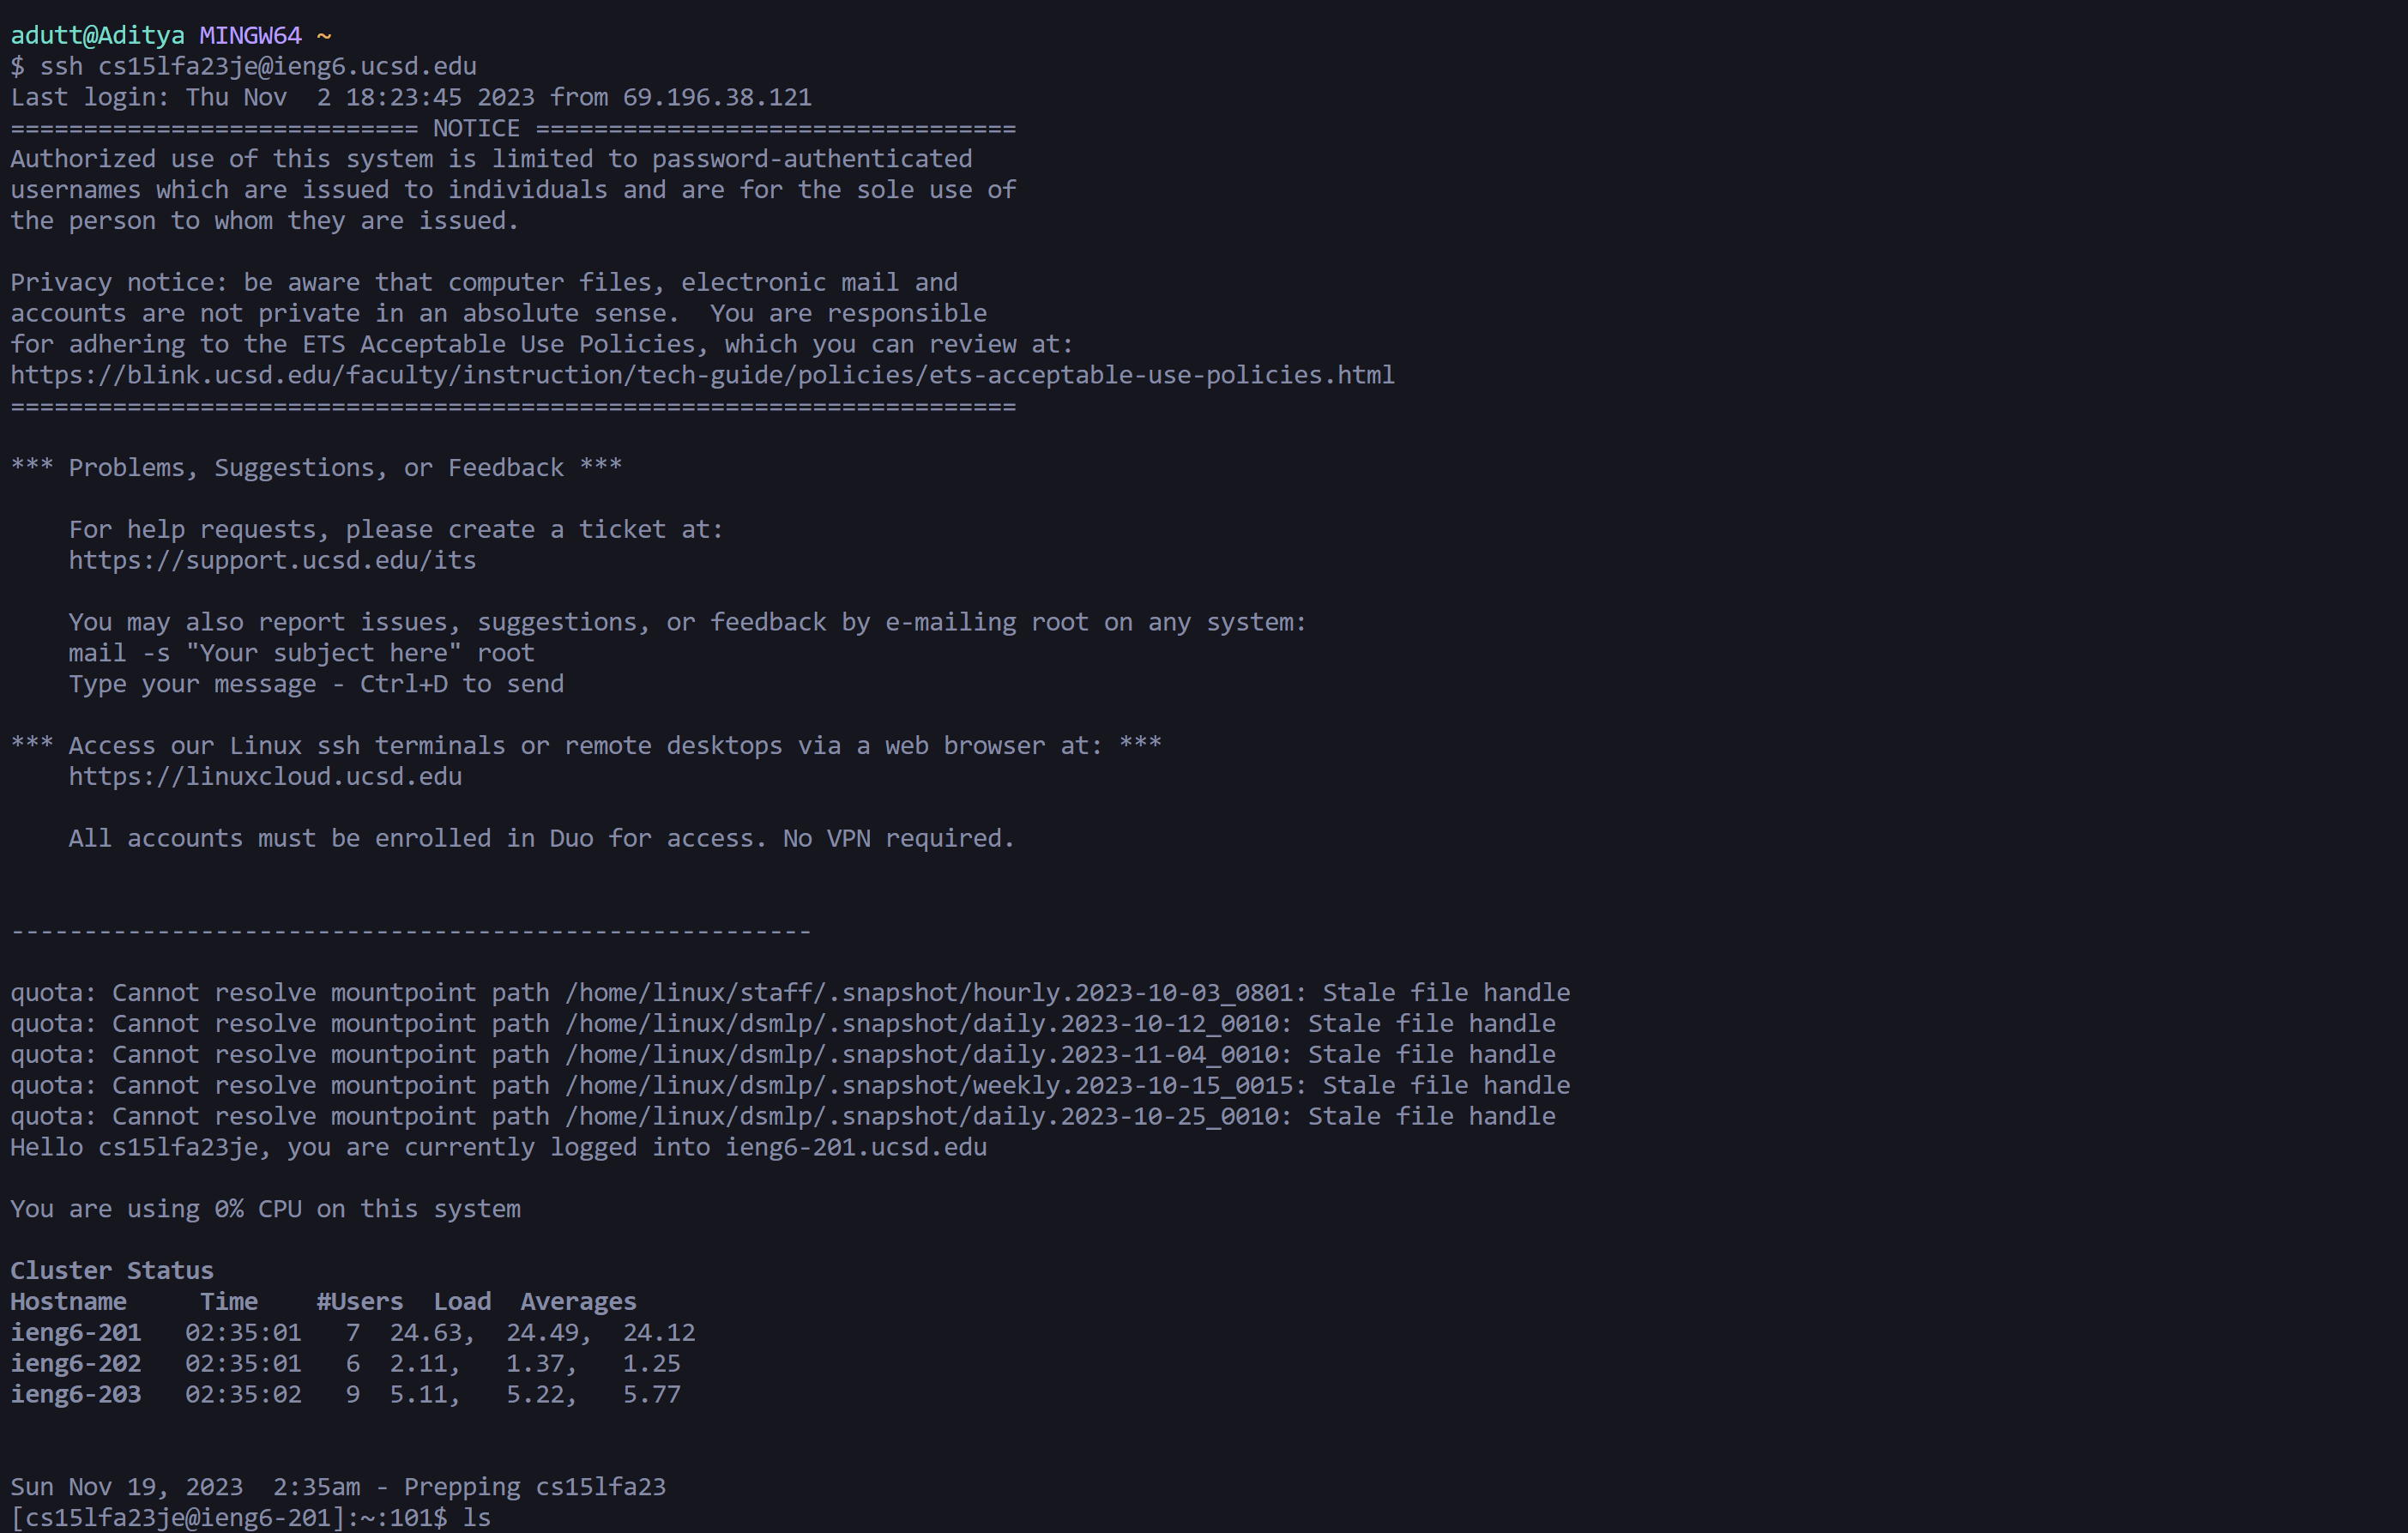 adutt@Aditya MINGW64 ~
$ ssh cs15lfa23je@ieng6.ucsd.edu
Last login: Thu Nov  2 18:23:45 2023 from 69.196.38.121
============================ NOTICE =================================
Authorized use of this system is limited to password-authenticated
usernames which are issued to individuals and are for the sole use of
the person to whom they are issued.

Privacy notice: be aware that computer files, electronic mail and
accounts are not private in an absolute sense.  You are responsible
for adhering to the ETS Acceptable Use Policies, which you can review at:
https://blink.ucsd.edu/faculty/instruction/tech-guide/policies/ets-acceptable-use-policies.html
=====================================================================

*** Problems, Suggestions, or Feedback ***

    For help requests, please create a ticket at:
    https://support.ucsd.edu/its

    You may also report issues, suggestions, or feedback by e-mailing root on any system:
    mail -s "Your subject here" root
    Type your message - Ctrl+D to send

*** Access our Linux ssh terminals or remote desktops via a web browser at: ***
    https://linuxcloud.ucsd.edu

    All accounts must be enrolled in Duo for access. No VPN required.


-------------------------------------------------------

quota: Cannot resolve mountpoint path /home/linux/staff/.snapshot/hourly.2023-10-03_0801: Stale file handle
quota: Cannot resolve mountpoint path /home/linux/dsmlp/.snapshot/daily.2023-10-12_0010: Stale file handle
quota: Cannot resolve mountpoint path /home/linux/dsmlp/.snapshot/daily.2023-11-04_0010: Stale file handle
quota: Cannot resolve mountpoint path /home/linux/dsmlp/.snapshot/weekly.2023-10-15_0015: Stale file handle
quota: Cannot resolve mountpoint path /home/linux/dsmlp/.snapshot/daily.2023-10-25_0010: Stale file handle
Hello cs15lfa23je, you are currently logged into ieng6-201.ucsd.edu

You are using 0% CPU on this system

Cluster Status
Hostname     Time    #Users  Load  Averages
ieng6-201   02:35:01   7  24.63,  24.49,  24.12
ieng6-202   02:35:01   6  2.11,   1.37,   1.25
ieng6-203   02:35:02   9  5.11,   5.22,   5.77


Sun Nov 19, 2023  2:35am - Prepping cs15lfa23
[cs15lfa23je@ieng6-201]:~:101$ ls